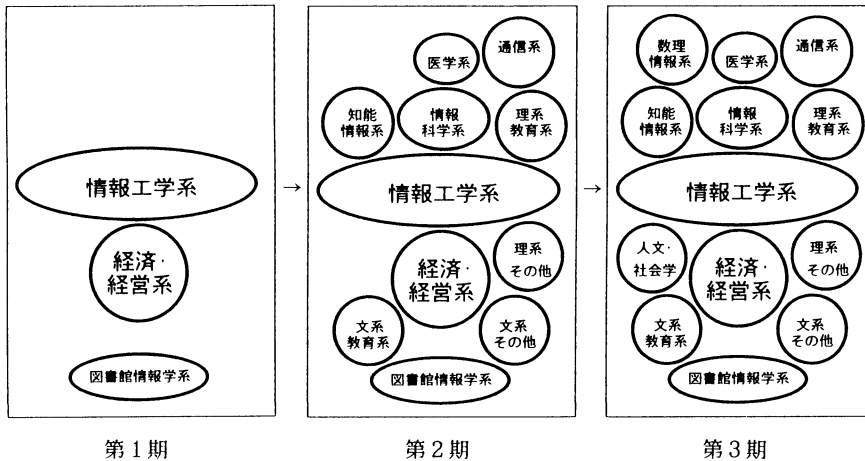 情報工学系
経済・
経営系
図書館情報学系
第1期
→
医学系
通信系
知能
情報系
情報
科学系
理系
教育系
情報工学系
経済・
経営系
理系
その他
文系
教育系
文系
その他
図書館情報学系
第2期
→
数理
情報系
医学系
通信系
知能
情報系
情報
科学系
理系
教育系
情報工学系
人文・
社会学
経済・
経営系
理系
その他
文系
教育系
文系
その他
図書館情報学系
第3期